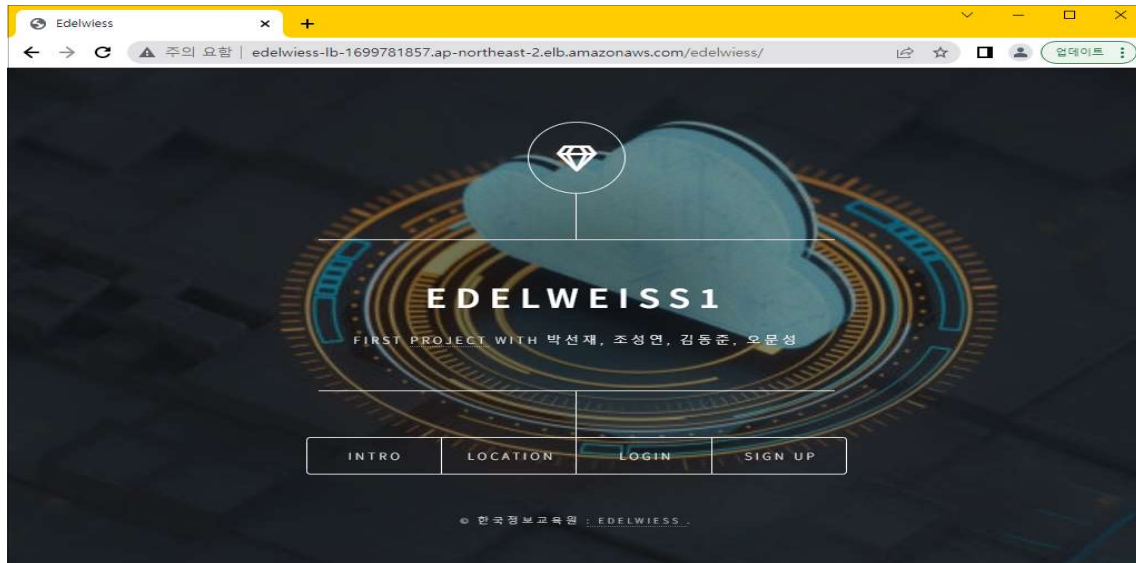 Edelwiess
주의 요함 | edelwiess-lb-1699781857.ap-northeast-2.elb.amazonaws.com/edelwiess/
업데이트
EDELWEISS1
FIRST PROJECT WITH 박선재, 조성연, 김동준, 오문성
INTRO LOCATION LOGIN SIGN UP
© 한국정보교육원 : EDELWIESS .